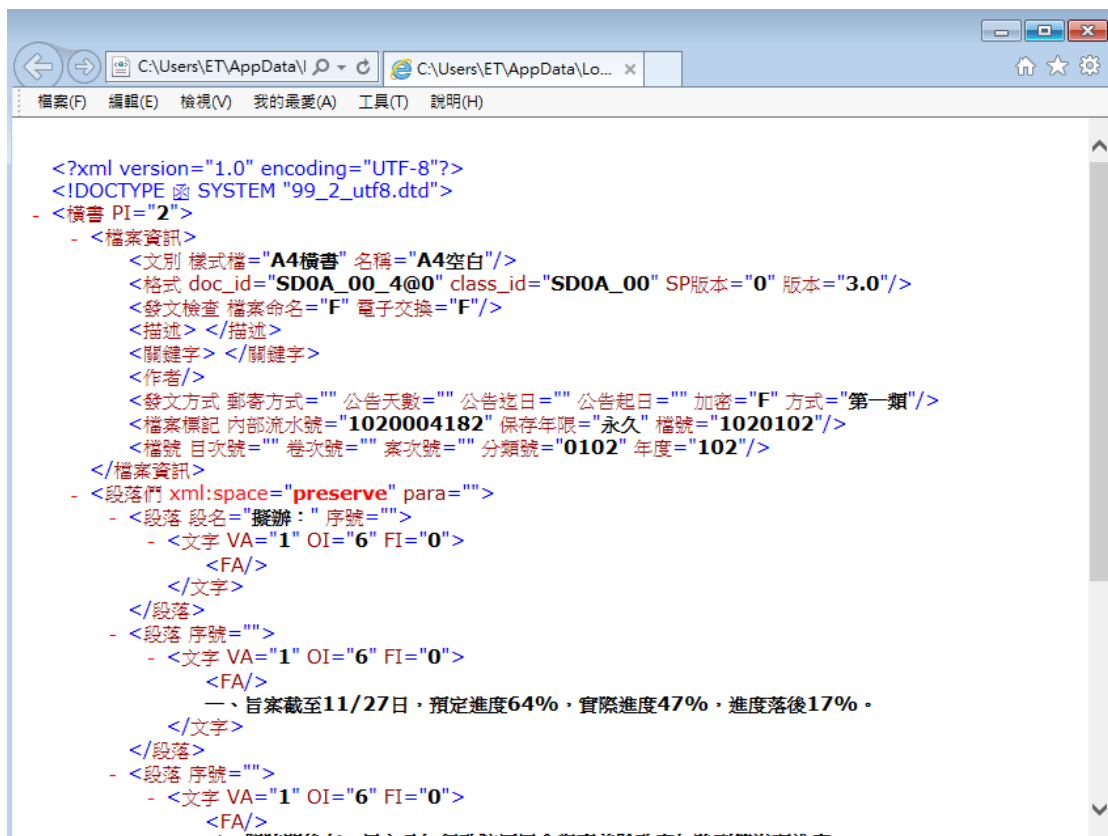 C:\Users\ET\AppData\l
C:\Users\ET\AppData\Lo...
檔案(F) 編輯(E) 檢視(V) 我的最愛(A) 工具(T) 說明(H)
<?xml version="1.0" encoding="UTF-8"?>
<!DOCTYPE 函 SYSTEM "99_2_utf8.dtd">
- <橫書 PI="2">
- <檔案資訊>
<文別 樣式檔="A4橫書" 名稱="A4空白"/>
<格式 doc_id="SD0A_00_4@0" class_id="SD0A_00" SP版本="0" 版本="3.0"/>
<發文檢查 檔案命名="F" 電子交換="F"/>
<描述> </描述>
<關鍵字> </關鍵字>
<作者/>
<發文方式 郵寄方式="" 公告天數="" 公告迄日="" 公告起日="" 加密="F" 方式="第一類"/>
<檔案標記 內部流水號="1020004182" 保存年限="永久" 檔號="1020102"/>
<檔號 目次號="" 卷次號="" 案次號="" 分類號="0102" 年度="102"/>
</檔案資訊>
- <段落們 xml:space="preserve" para="">
- <段落 段名="擬辦：" 序號="">
- <文字 VA="1" OI="6" FI="0">
<FA/>
</文字>
</段落>
- <段落 序號="">
- <文字 VA="1" OI="6" FI="0">
<FA/>
一、旨案截至11/27日，預定進度64%，實際進度47%，進度落後17%。
</文字>
</段落>
- <段落 序號="">
- <文字 VA="1" OI="6" FI="0">
<FA/>